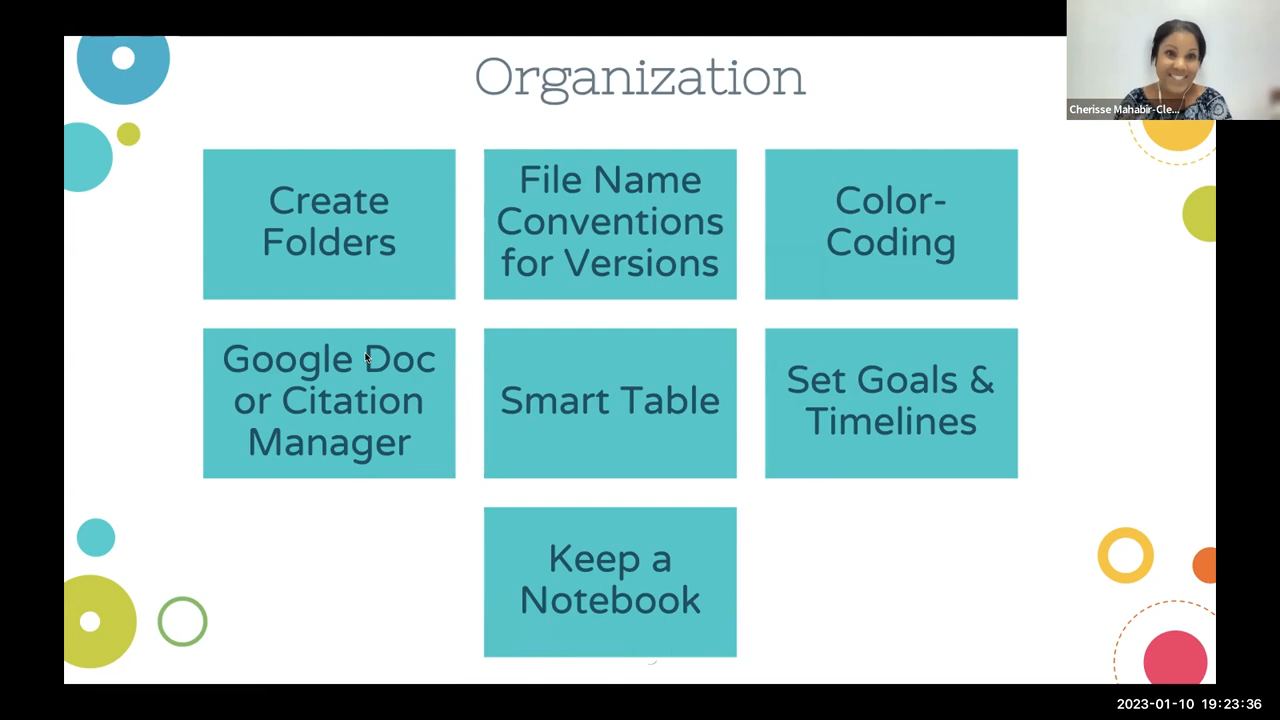 Organization
Cherisse Mahabir-Cle...
Create
Folders
File Name
Conventions
for Versions
Color-
Coding
Google Doc
or Citation
Manager
Smart Table
Set Goals &
Timelines
Keep a
Notebook
2023-01-10 19:23:36